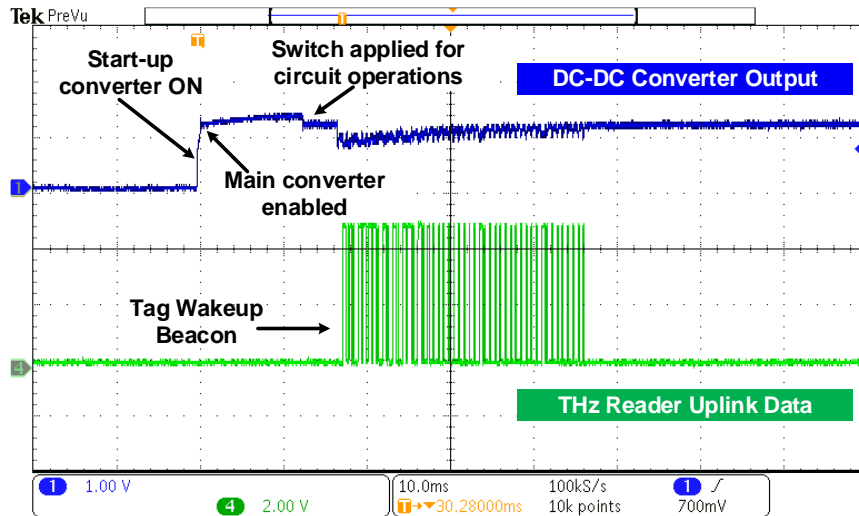 Tek PreVu
T
T
Start-up
converter ON
Switch applied for
circuit operations
DC-DC Converter Output
1
Main converter
enabled
Tag Wakeup
Beacon
4
THz Reader Uplink Data
1 1.00 V
4 2.00 V
10.0ms
T→▼30.28000ms
100kS/s
10k points
1 ∫
700mV